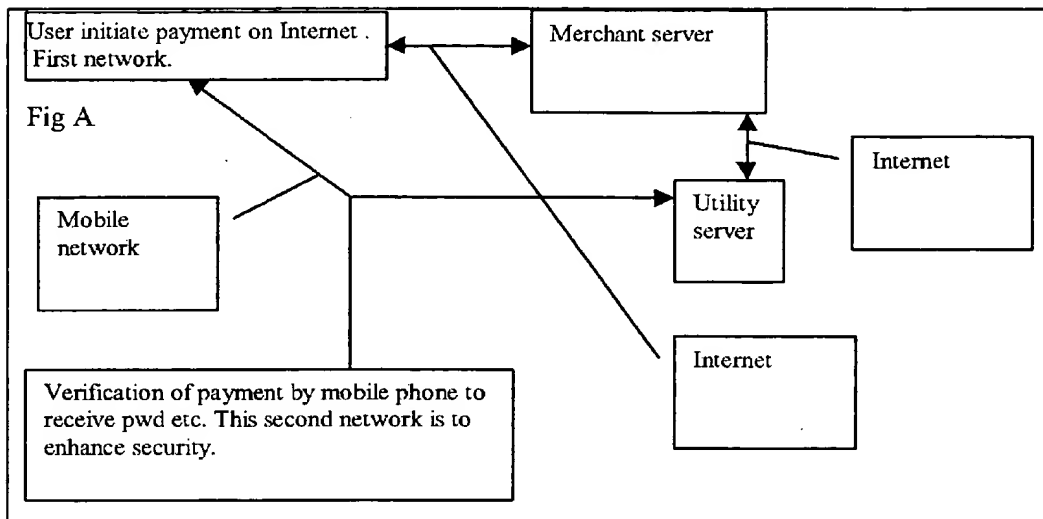 User initiate payment on Internet .
First network.
Merchant server
Fig A
Internet
Mobile
network
Utility
server
Internet
Verification of payment by mobile phone to
receive pwd etc. This second network is to
enhance security.